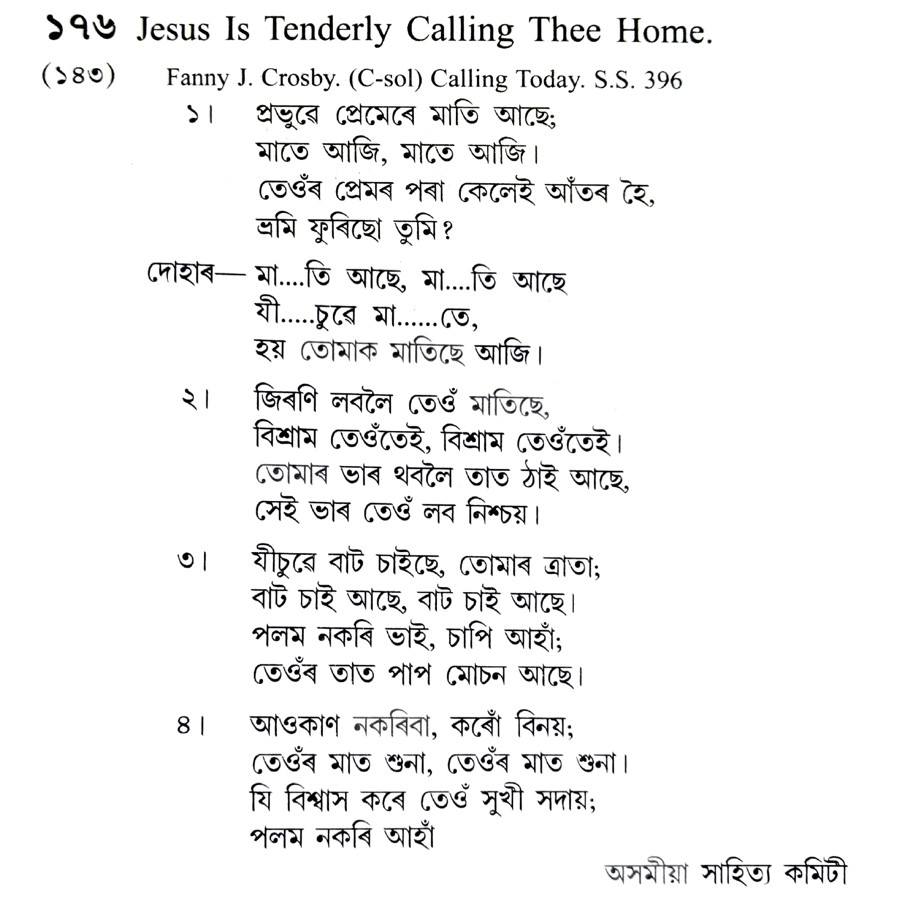 ১৭৬ Jesus Is Tenderly Calling Thee Home.
(১৪৩) Fanny J. Crosby. (C-sol) Calling Today. S.S. 396
১। প্ৰভুৱে প্ৰেমেৰে মাতি আছে;
মাতে আজি, মাতে আজি।
তেওঁৰ প্ৰেমৰ পৰা কেলেই আঁতৰ হৈ,
ভ্ৰমি ফুৰিছো তুমি?
দোহাৰ— মা....তি আছে, মা....তি আছে
যী.....চুৱে মা......তে,
হয় তোমাক মাতিছে আজি।
২। জিৰণি লবলৈ তেওঁ মাতিছে,
বিশ্ৰাম তেওঁতেই, বিশ্ৰাম তেওঁতেই।
তোমাৰ ভাৰ থবলৈ তাত ঠাই আছে,
সেই ভাৰ তেওঁ লব নিশ্চয়।
৩। যীচুৱে বাট চাইছে, তোমাৰ ত্ৰাতা;
বাট চাই আছে, বাট চাই আছে।
পলম নকৰি ভাই, চাপি আহাঁ;
তেওঁৰ তাত পাপ মোচন আছে।
৪। আওকাণ নকৰিবা, কৰোঁ বিনয়;
তেওঁৰ মাত শুনা, তেওঁৰ মাত শুনা।
যি বিশ্বাস কৰে তেওঁ সুখী সদায়;
পলম নকৰি আহাঁ
অসমীয়া সাহিত্য কমিটী